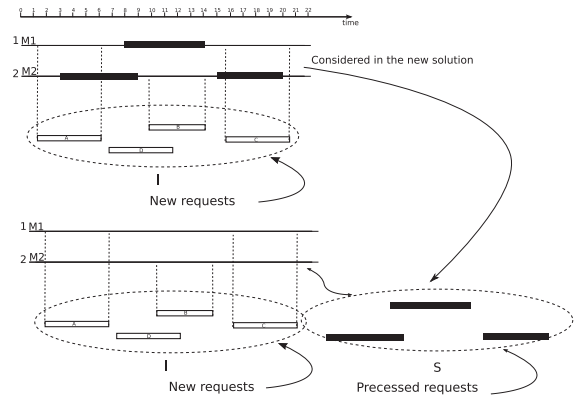 0 1 2 3 4 5 6 7 8 9 10 11 12 13 14 15 16 17 18 19 20 21 22
time
1 M1
Considered in the new solution
2 M2
B
A
C
D
I
New requests
1 M1
2 M2
B
A
C
D
I
S
New requests
Precessed requests